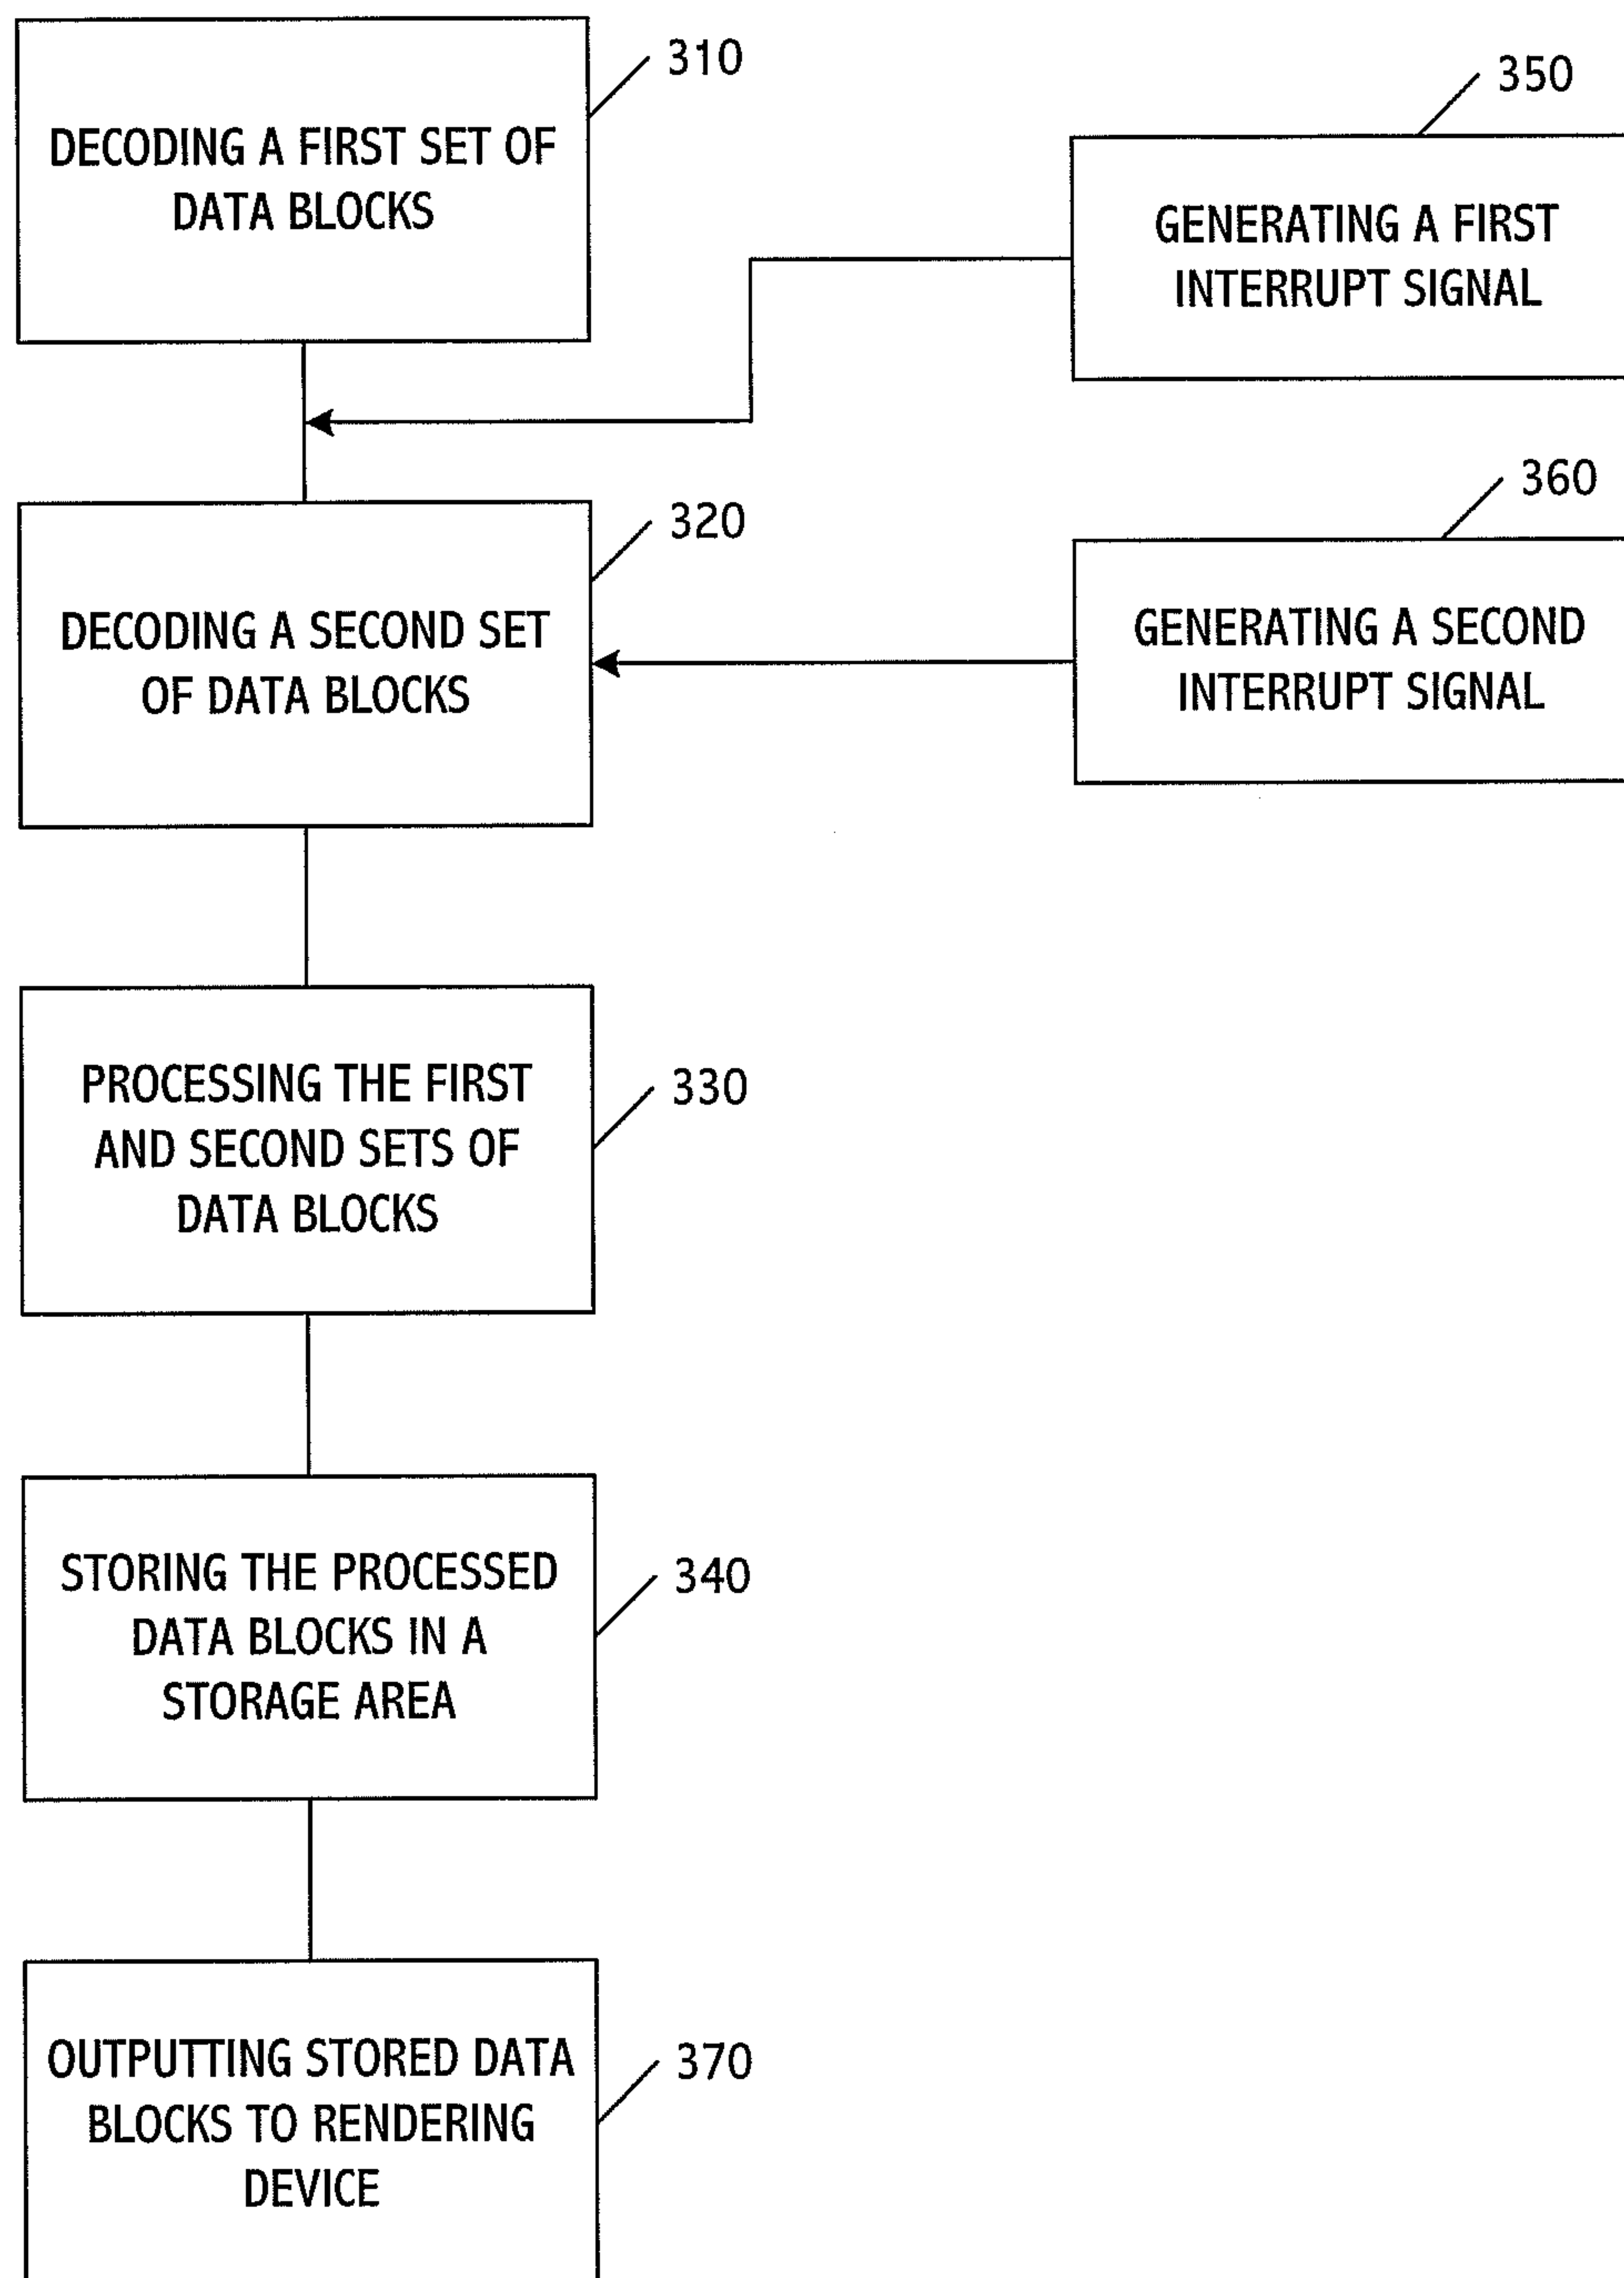 310
DECODING A FIRST SET OF
DATA BLOCKS
350
GENERATING A FIRST
INTERRUPT SIGNAL
320
DECODING A SECOND SET
OF DATA BLOCKS
360
GENERATING A SECOND
INTERRUPT SIGNAL
330
PROCESSING THE FIRST
AND SECOND SETS OF
DATA BLOCKS
340
STORING THE PROCESSED
DATA BLOCKS IN A
STORAGE AREA
370
OUTPUTTING STORED DATA
BLOCKS TO RENDERING
DEVICE